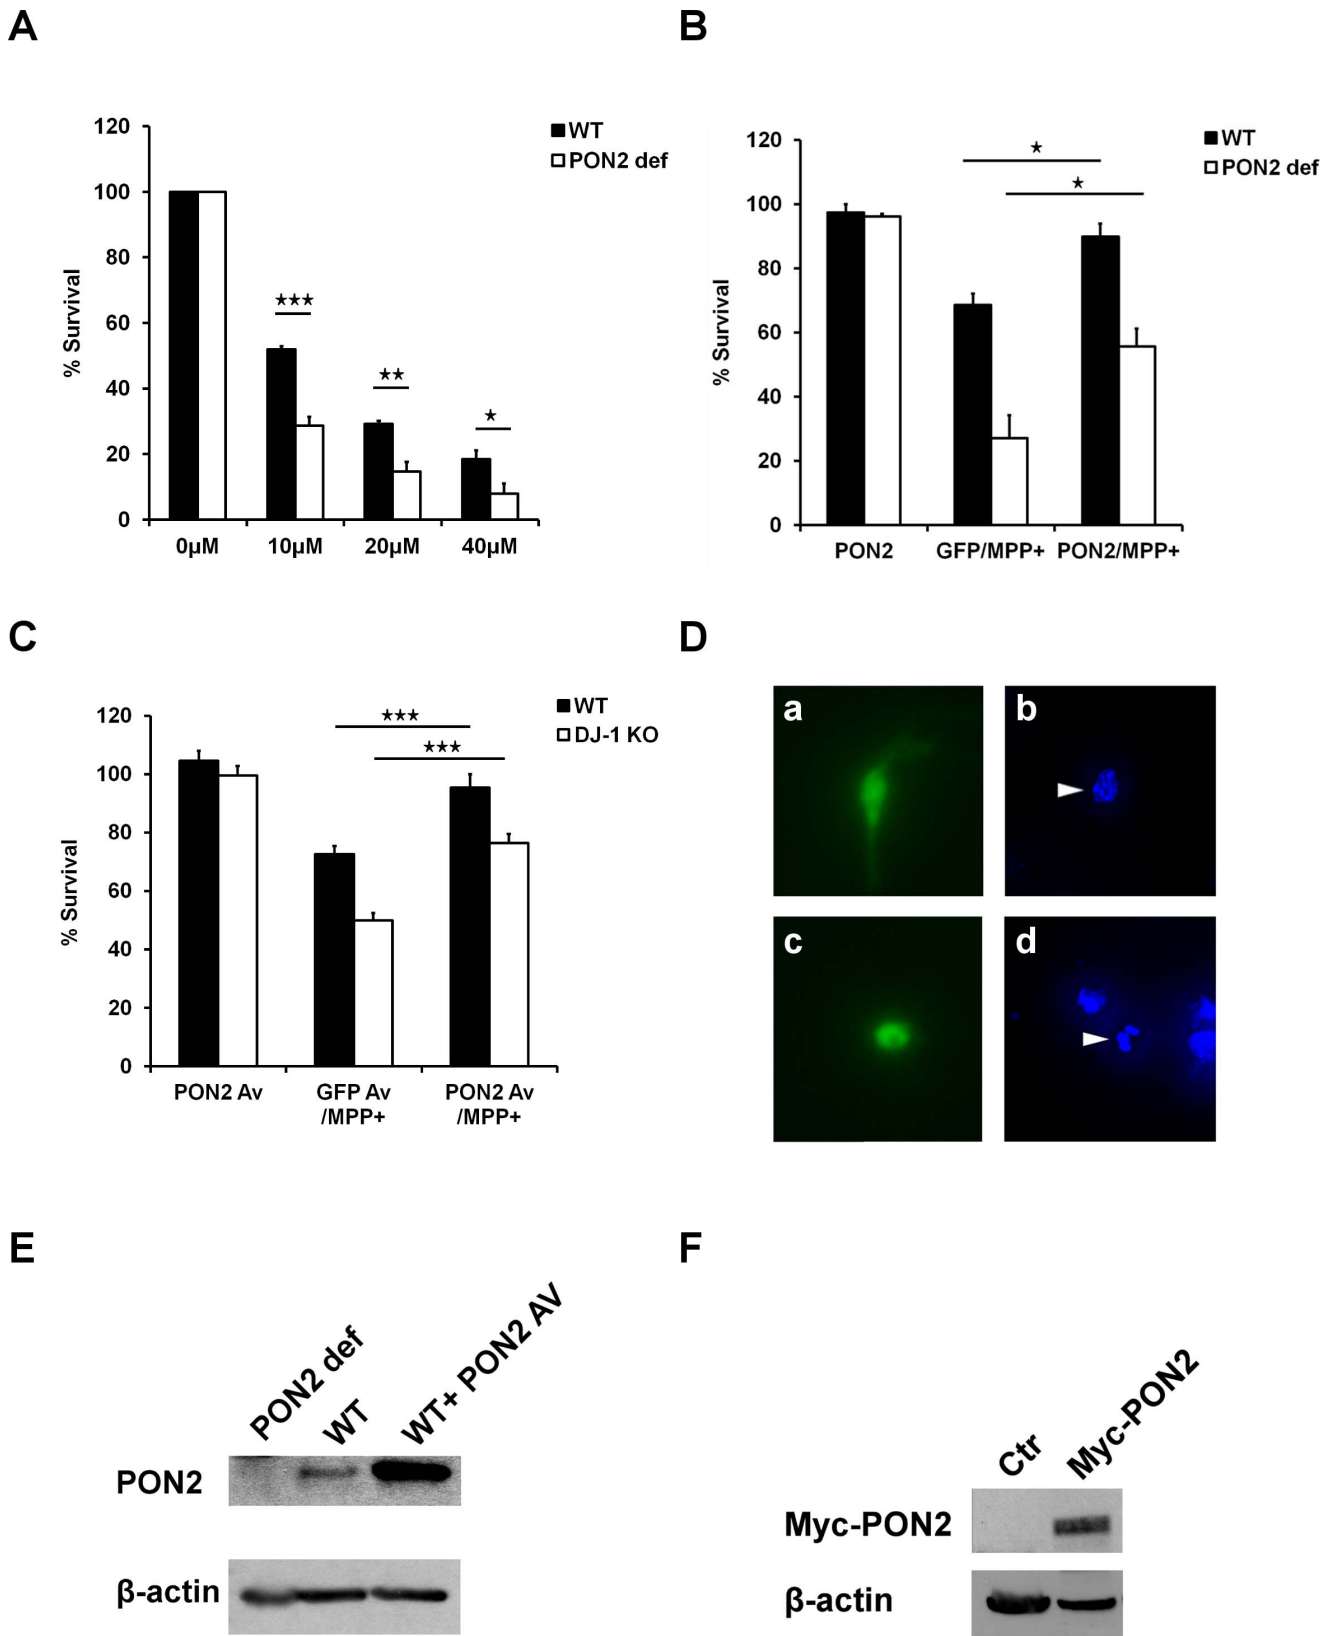 A
120
100
80
60
40
20
0
% Survival
WT
PON2 def
★★★
★★
★
0µM 10µM 20µM 40µM
B
120
100
80
60
40
20
0
% Survival
WT
PON2 def
★
★
PON2 GFP/MPP+ PON2/MPP+
C
120
100
80
60
40
20
0
% Survival
WT
DJ-1 KO
★★★
★★★
PON2 Av GFP Av PON2 Av
/MPP+ /MPP+
D
a
b
c
d
E
PON2 def
WT
WT+ PON2 AV
PON2
β-actin
F
Ctr
Myc-PON2
Myc-PON2
β-actin